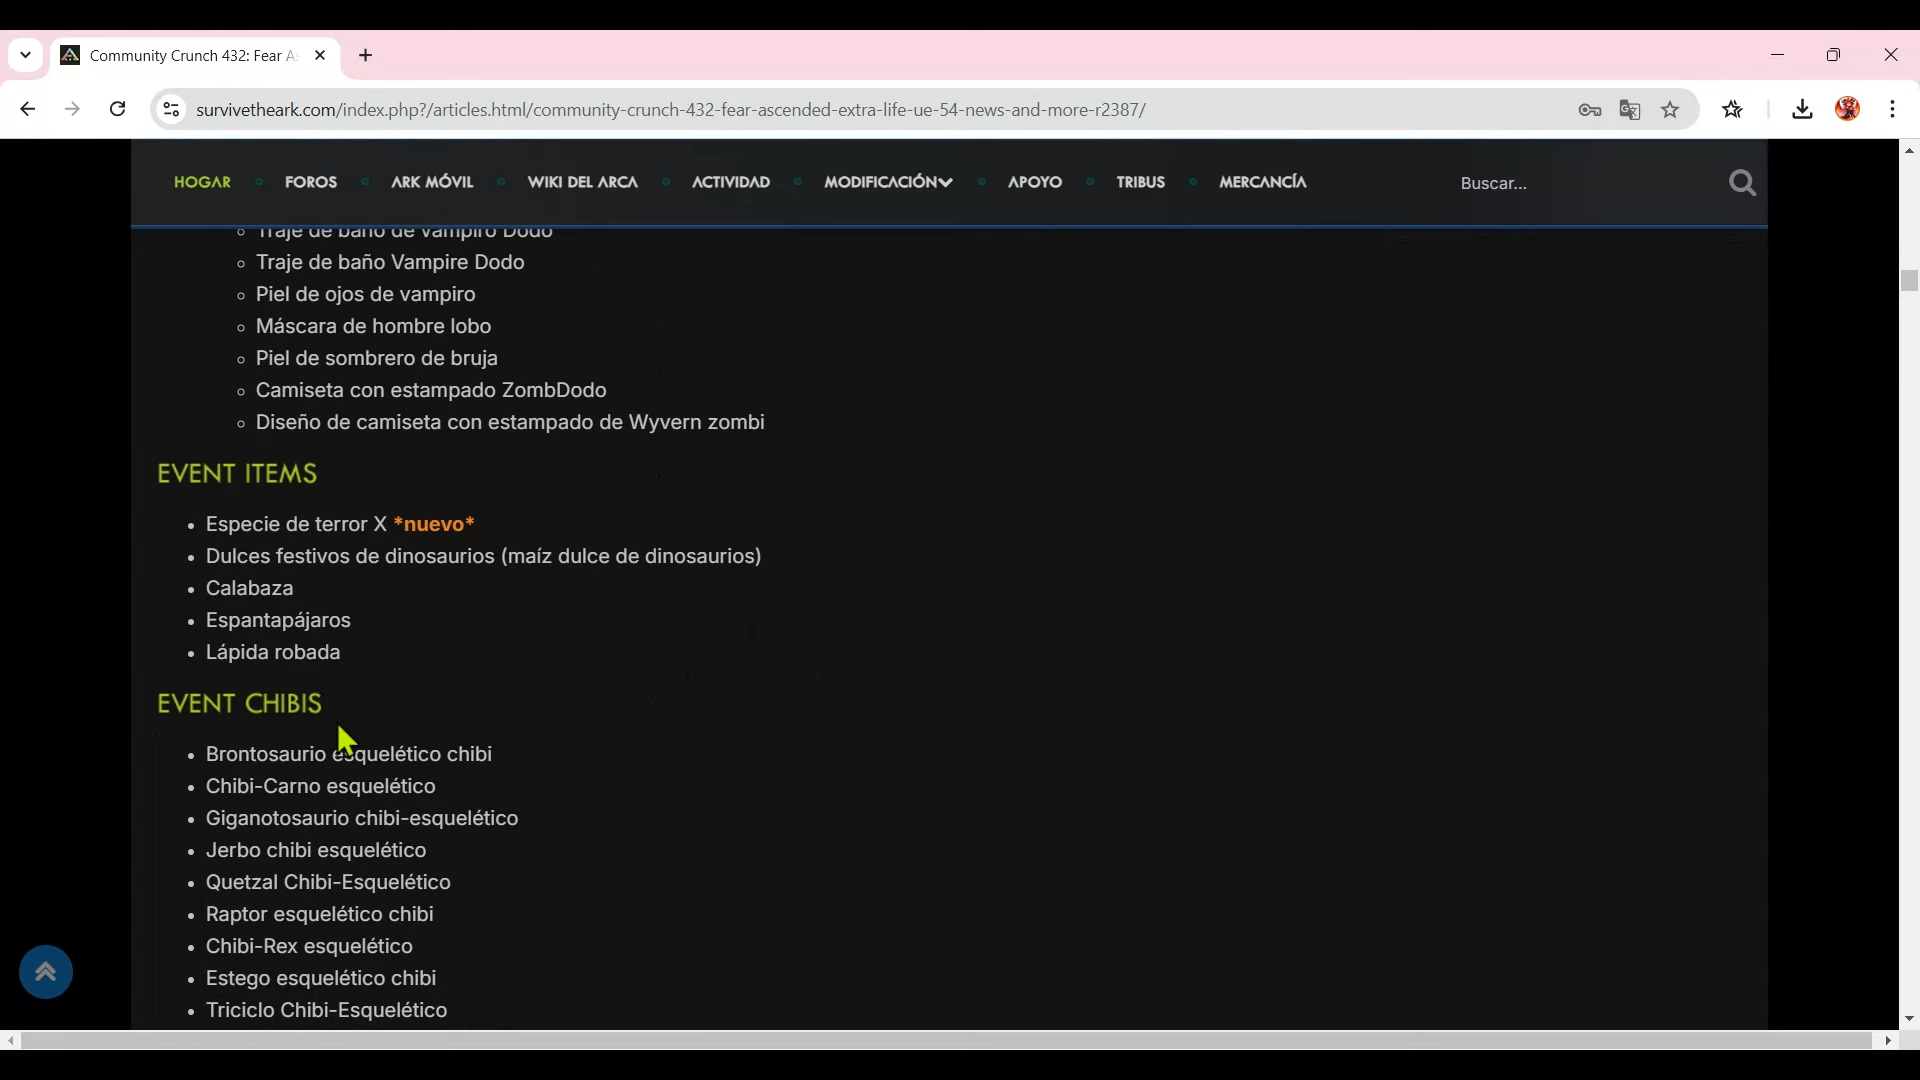 Community Crunch 432: Fear As
survivetheark.com/index.php?/articles.html/community-crunch-432-fear-ascended-extra-life-ue-54-news-and-more-r2387/
HOGAR FOROS ARK MÓVIL WIKI DEL ARCA ACTIVIDAD MODIFICACIÓN APOYO TRIBUS MERCANCÍA Buscar...
Traje de baño de vampiro Dodo
Traje de baño Vampire Dodo
Piel de ojos de vampiro
Máscara de hombre lobo
Piel de sombrero de bruja
Camiseta con estampado ZombDodo
Diseño de camiseta con estampado de Wyvern zombi
EVENT ITEMS
Especie de terror X *nuevo*
Dulces festivos de dinosaurios (maíz dulce de dinosaurios)
Calabaza
Espantapájaros
Lápida robada
EVENT CHIBIS
Brontosaurio esquelético chibi
Chibi-Carno esquelético
Giganotosaurio chibi-esquelético
Jerbo chibi esquelético
Quetzal Chibi-Esquelético
Raptor esquelético chibi
Chibi-Rex esquelético
Estego esquelético chibi
Triciclo Chibi-Esquelético